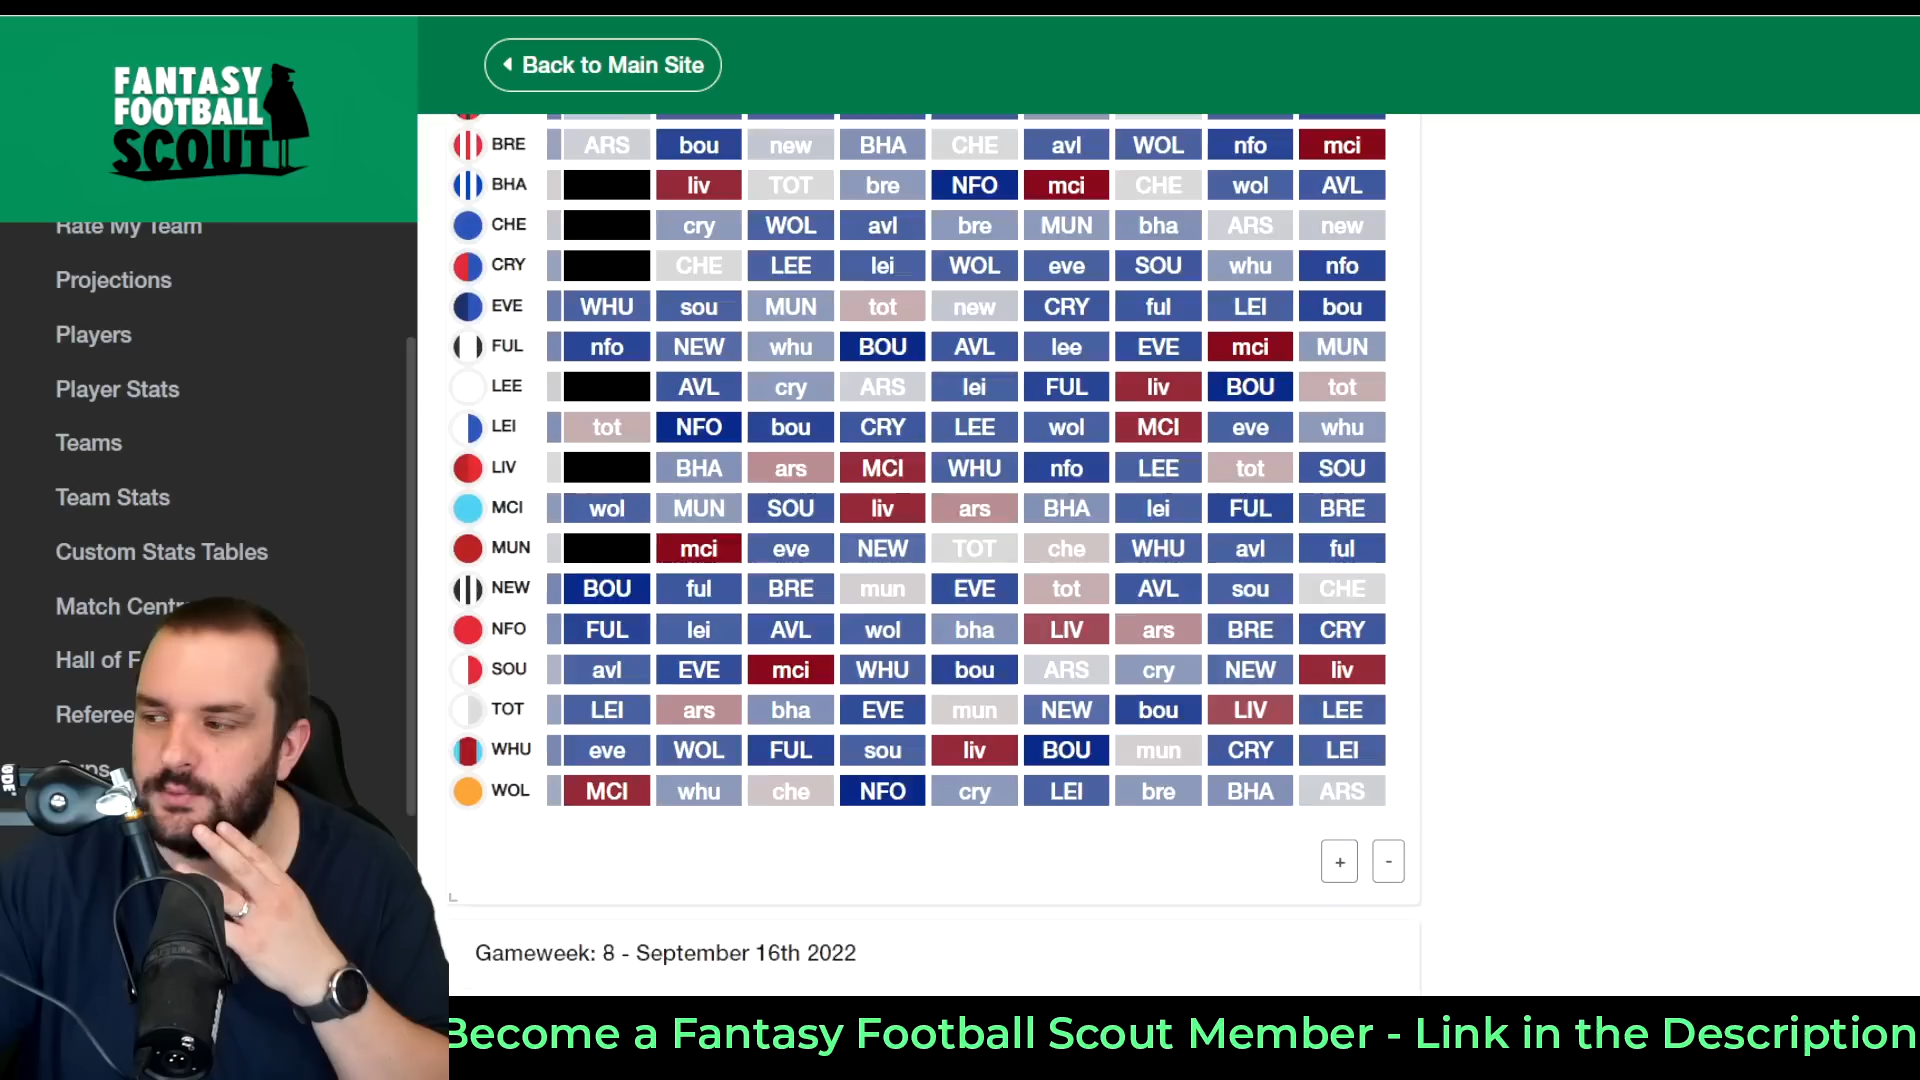 FANTASY
FOOTBALL
SCOUT
Back to Main Site
Rate My Team
Projections
Players
Player Stats
Teams
Team Stats
Custom Stats Tables
Match Centr
Hall of F
Referee
BRE ARS bou new BHA CHE avl WOL nfo mci
BHA liv TOT bre NFO mci CHE wol AVL
CHE cry WOL avl bre MUN bha ARS new
CRY CHE LEE lei WOL eve SOU whu nfo
EVE WHU sou MUN tot new CRY ful LEI bou
FUL nfo NEW whu BOU AVL lee EVE mci MUN
LEE AVL cry ARS lei FUL liv BOU tot
LEI tot NFO bou CRY LEE wol MCI eve whu
LIV BHA ars MCI WHU nfo LEE tot SOU
MCI wol MUN SOU liv ars BHA lei FUL BRE
MUN mci eve NEW TOT che WHU avl ful
NEW BOU ful BRE mun EVE tot AVL sou CHE
NFO FUL lei AVL wol bha LIV ars BRE CRY
SOU avl EVE mci WHU bou ARS cry NEW liv
TOT LEI ars bha EVE mun NEW bou LIV LEE
WHU eve WOL FUL sou liv BOU mun CRY LEI
WOL MCI whu che NFO cry LEI bre BHA ARS
+ -
Gameweek: 8 - September 16th 2022
Become a Fantasy Football Scout Member - Link in the Description